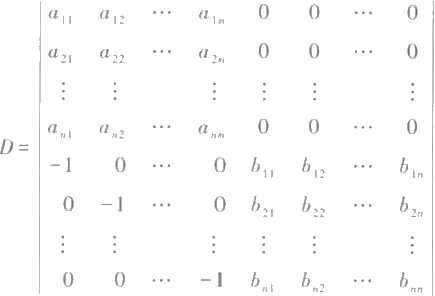 a₁₁ a₁₂ ⋯ a₁ₙ 0 0 ⋯ 0
a₂₁ a₂₂ ⋯ a₂ₙ 0 0 ⋯ 0
⋮ ⋮ ⋮ ⋮ ⋮ ⋮
aₙ₁ aₙ₂ ⋯ aₙₙ 0 0 ⋯ 0
D = −1 0 ⋯ 0 b₁₁ b₁₂ ⋯ b₁ₙ
0 −1 ⋯ 0 b₂₁ b₂₂ ⋯ b₂ₙ
⋮ ⋮ ⋮ ⋮ ⋮ ⋮
0 0 ⋯ −1 bₙ₁ bₙ₂ ⋯ bₙₙ